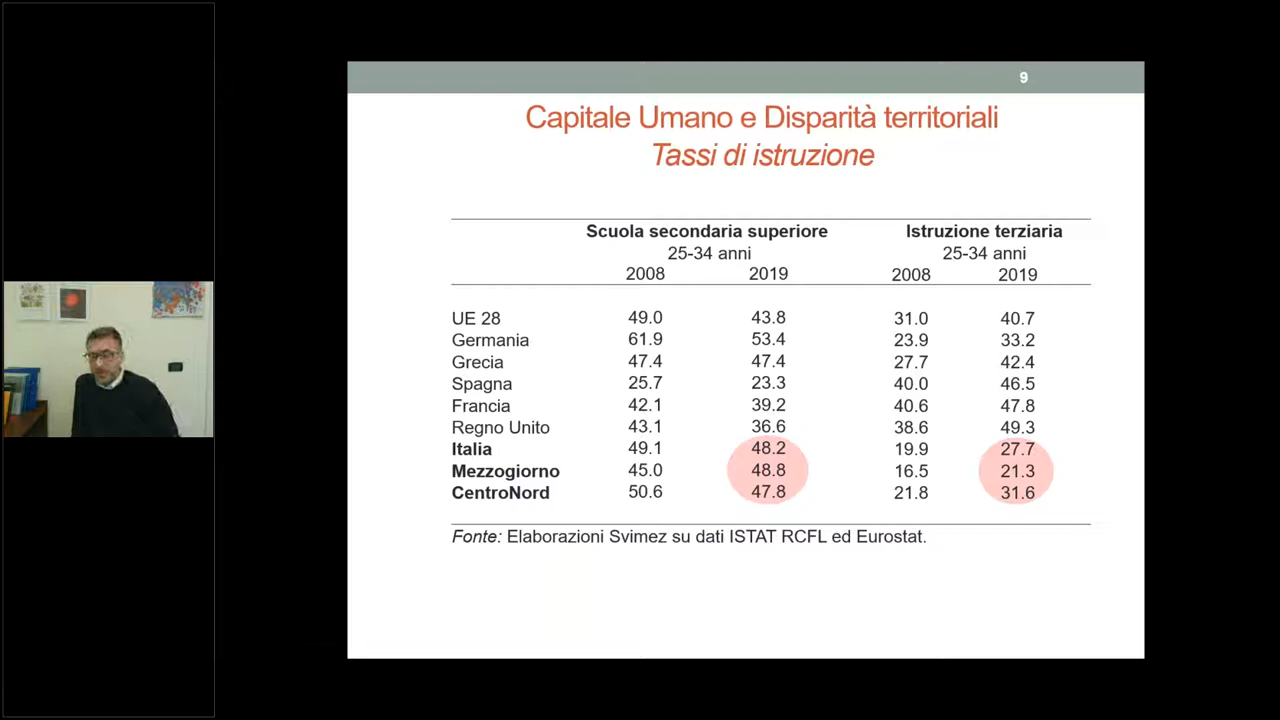 9
Capitale Umano e Disparità territoriali
Tassi di istruzione
Scuola secondaria superiore Istruzione terziaria
25-34 anni 25-34 anni
2008 2019 2008 2019
UE 28 49.0 43.8 31.0 40.7
Germania 61.9 53.4 23.9 33.2
Grecia 47.4 47.4 27.7 42.4
Spagna 25.7 23.3 40.0 46.5
Francia 42.1 39.2 40.6 47.8
Regno Unito 43.1 36.6 38.6 49.3
Italia 49.1 48.2 19.9 27.7
Mezzogiorno 45.0 48.8 16.5 21.3
CentroNord 50.6 47.8 21.8 31.6
Fonte: Elaborazioni Svimez su dati ISTAT RCFL ed Eurostat.